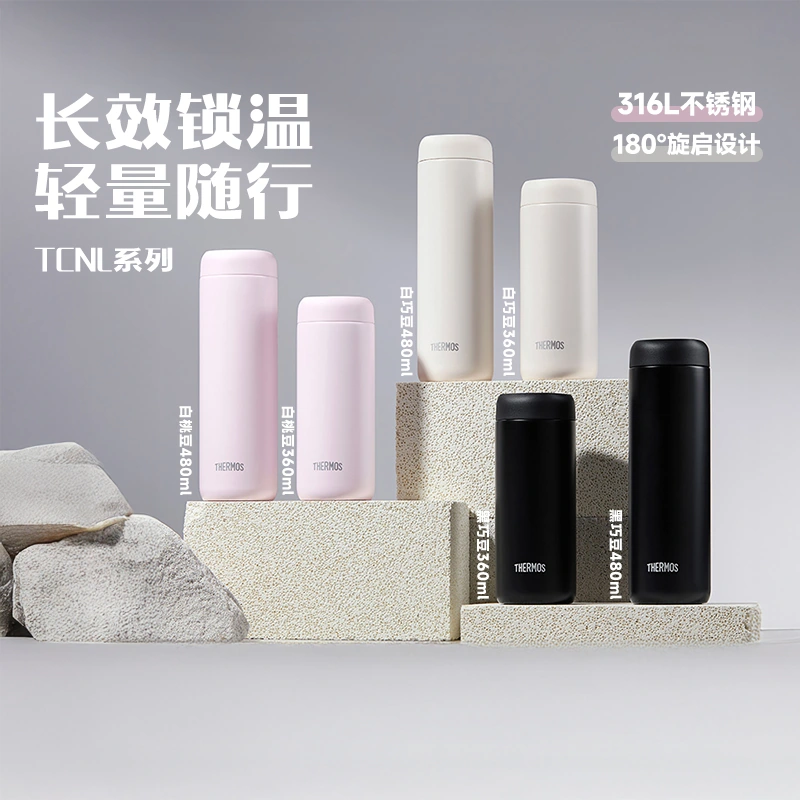 长效锁温
轻量随行
TCNL系列
316L不锈钢
180°旋启设计
白桃豆480ml
白桃豆360ml
白巧豆480ml
白巧豆360ml
黑巧豆360ml
黑巧豆480ml
THERMOS
THERMOS
THERMOS
THERMOS
THERMOS
THERMOS